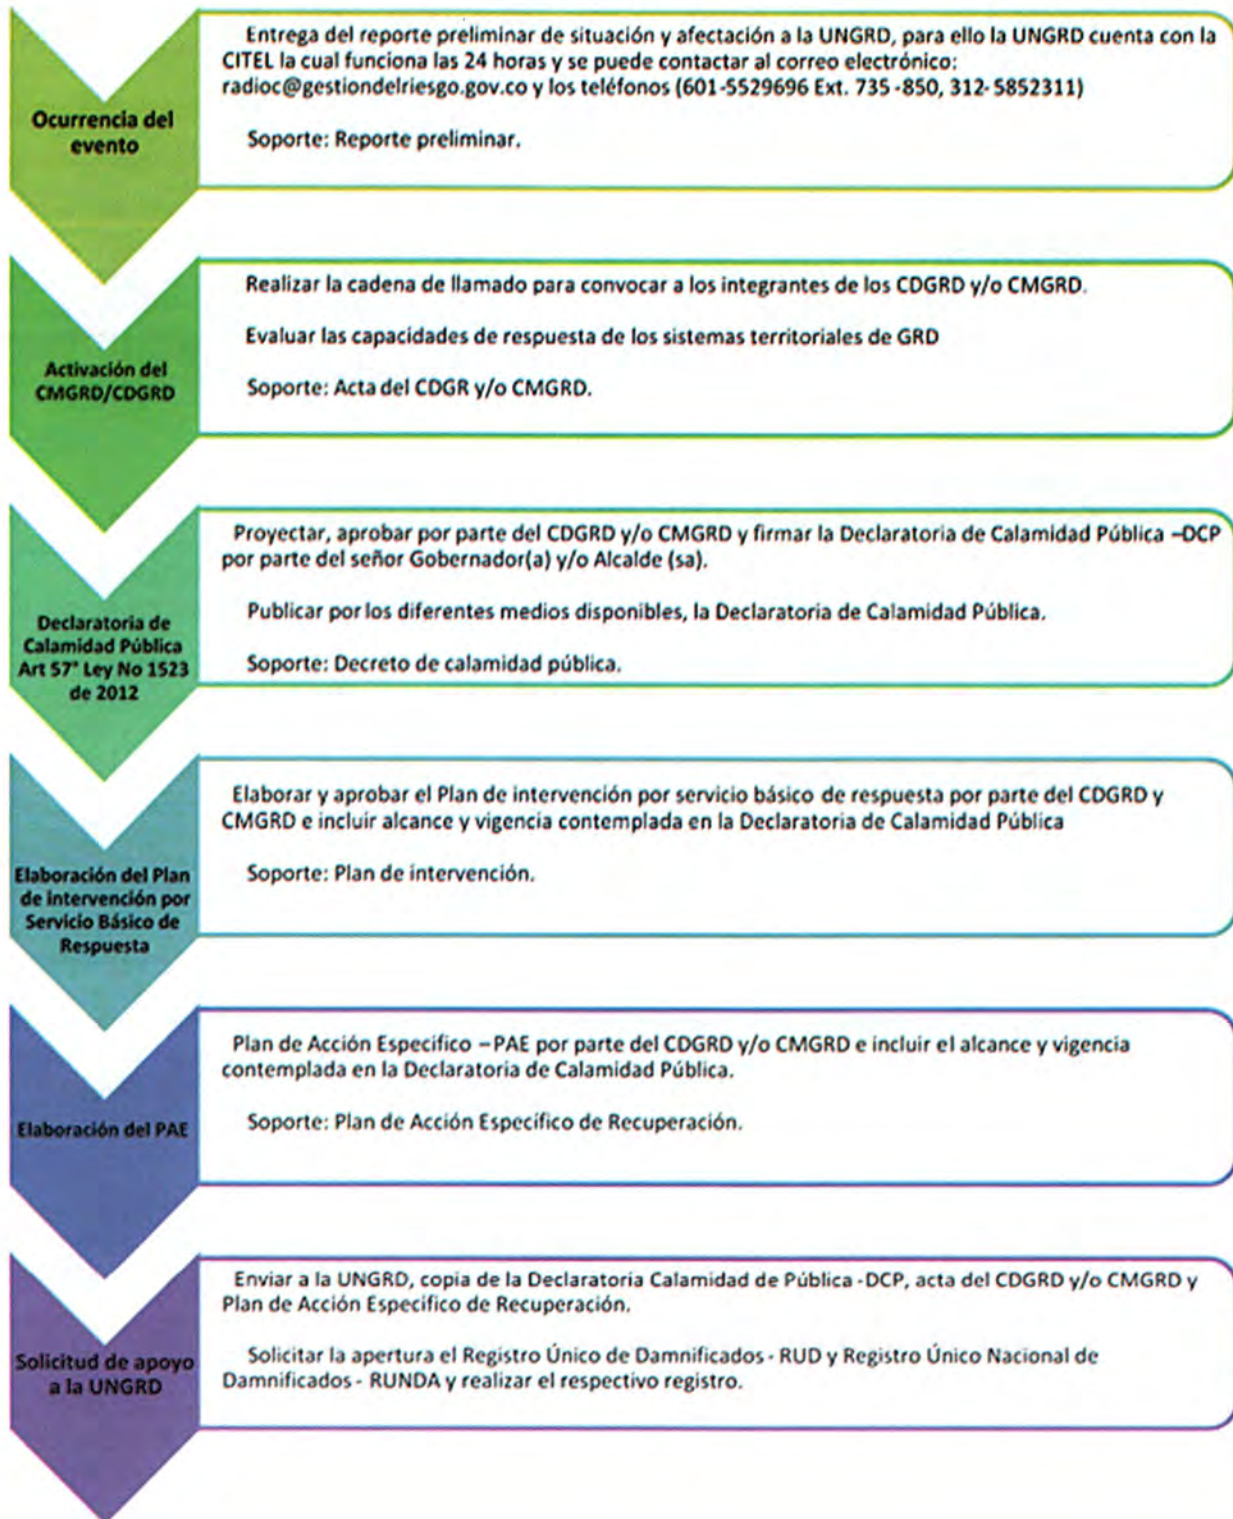 Ocurrencia del
evento
Entrega del reporte preliminar de situación y afectación a la UNGRD, para ello la UNGRD cuenta con la
CITEL la cual funciona las 24 horas y se puede contactar al correo electrónico:
radioc@gestiondelriesgo.gov.co y los teléfonos (601-5529696 Ext. 735 -850, 312- 5852311)
Soporte: Reporte preliminar.
Activación del
CMGRD/CDGRD
Realizar la cadena de llamado para convocar a los integrantes de los CDGRD y/o CMGRD.
Evaluar las capacidades de respuesta de los sistemas territoriales de GRD
Soporte: Acta del CDGR y/o CMGRD.
Declaratoria de
Calamidad Pública
Art 57° Ley No 1523
de 2012
Proyectar, aprobar por parte del CDGRD y/o CMGRD y firmar la Declaratoria de Calamidad Pública –DCP
por parte del señor Gobernador(a) y/o Alcalde (sa).
Publicar por los diferentes medios disponibles, la Declaratoria de Calamidad Pública.
Soporte: Decreto de calamidad pública.
Elaboración del Plan
de intervención por
Servicio Básico de
Respuesta
Elaborar y aprobar el Plan de intervención por servicio básico de respuesta por parte del CDGRD y
CMGRD e incluir alcance y vigencia contemplada en la Declaratoria de Calamidad Pública
Soporte: Plan de intervención.
Elaboración del PAE
Plan de Acción Especifico – PAE por parte del CDGRD y/o CMGRD e incluir el alcance y vigencia
contemplada en la Declaratoria de Calamidad Pública.
Soporte: Plan de Acción Específico de Recuperación.
Solicitud de apoyo
a la UNGRD
Enviar a la UNGRD, copia de la Declaratoria Calamidad de Pública -DCP, acta del CDGRD y/o CMGRD y
Plan de Acción Especifico de Recuperación.
Solicitar la apertura el Registro Único de Damnificados - RUD y Registro Único Nacional de
Damnificados - RUNDA y realizar el respectivo registro.